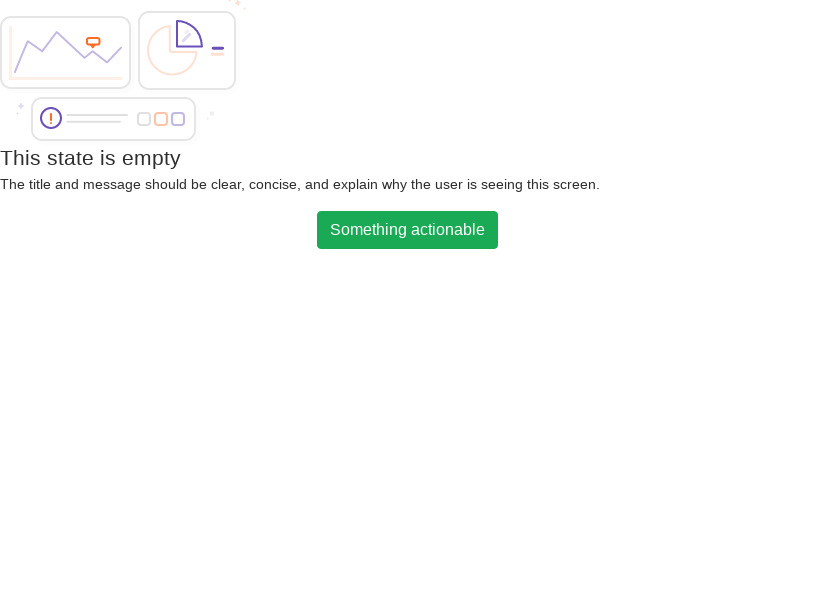 This state is empty
The title and message should be clear, concise, and explain why the user is seeing this screen.
Something actionable